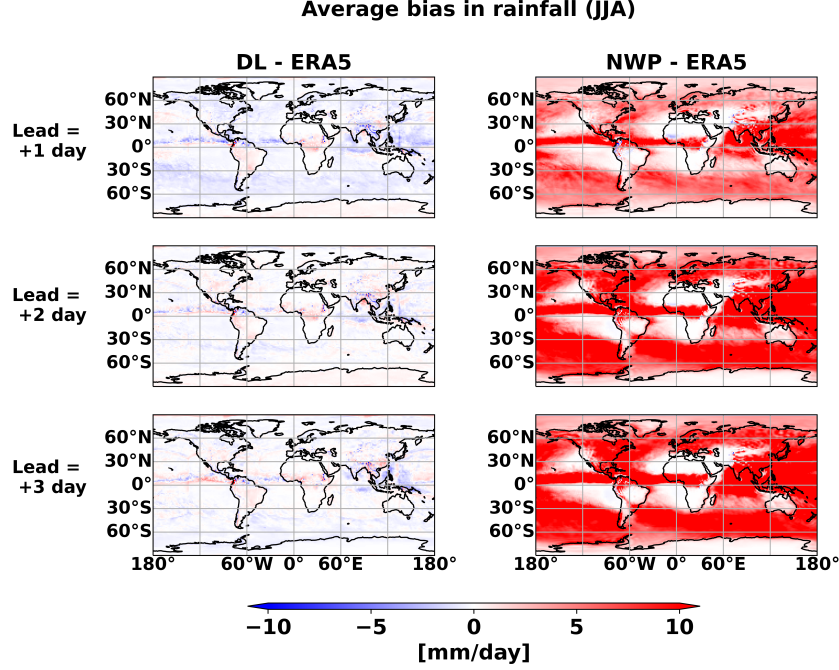 Average bias in rainfall (JJA)
DL - ERA5
NWP - ERA5
Lead =
+1 day
60°N
30°N
0°
30°S
60°S
60°N
30°N
0°
30°S
60°S
Lead =
+2 day
60°N
30°N
0°
30°S
60°S
60°N
30°N
0°
30°S
60°S
Lead =
+3 day
60°N
30°N
0°
30°S
60°S
60°N
30°N
0°
30°S
60°S
180° 60°W 0° 60°E 180°
180° 60°W 0° 60°E 180°
−10 −5 0 5 10
[mm/day]